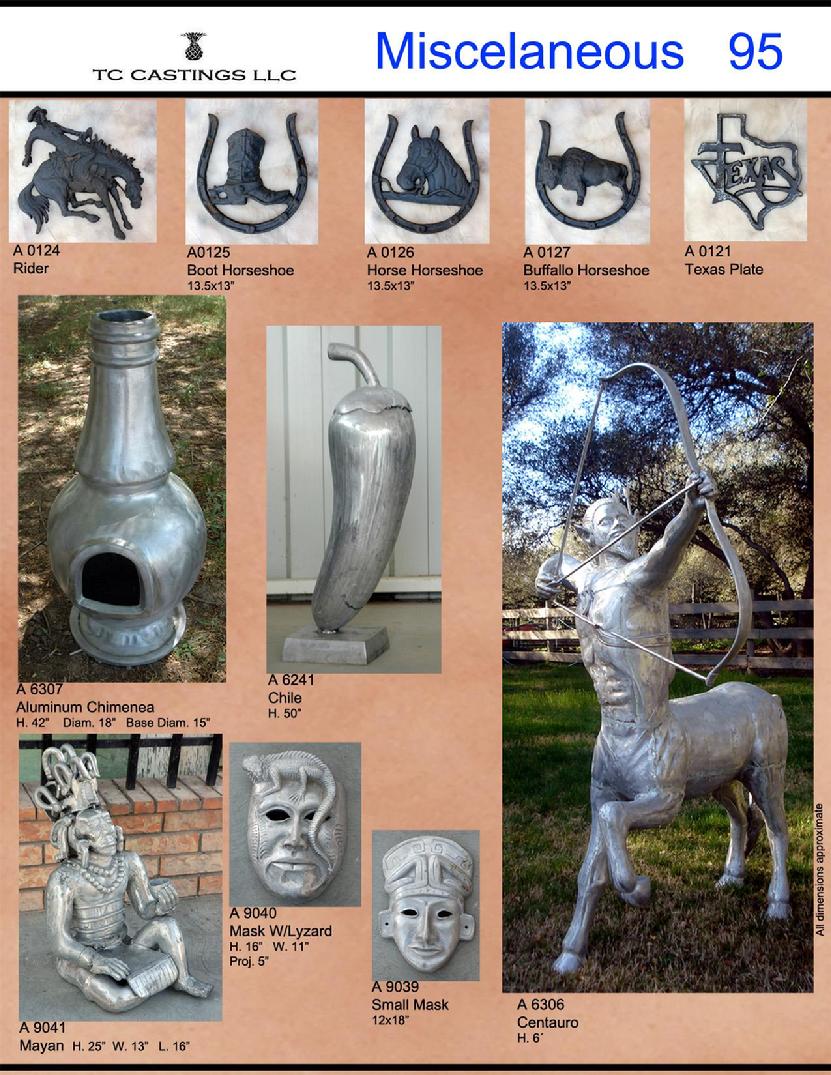 TC CASTINGS LLC
Miscelaneous 95
A 0124
Rider
A0125
Boot Horseshoe
13.5x13"
A 0126
Horse Horseshoe
13.5x13"
A 0127
Buffallo Horseshoe
13.5x13"
A 0121
Texas Plate
TEXAS
A 6307
Aluminum Chimenea
H. 42" Diam. 18" Base Diam. 15"
A 6241
Chile
H. 50"
A 9040
Mask W/Lyzard
H. 16" W. 11"
Proj. 5"
A 9039
Small Mask
12x18"
A 9041
Mayan H. 25" W. 13" L. 16"
A 6306
Centauro
H. 6'
All dimensions approximate